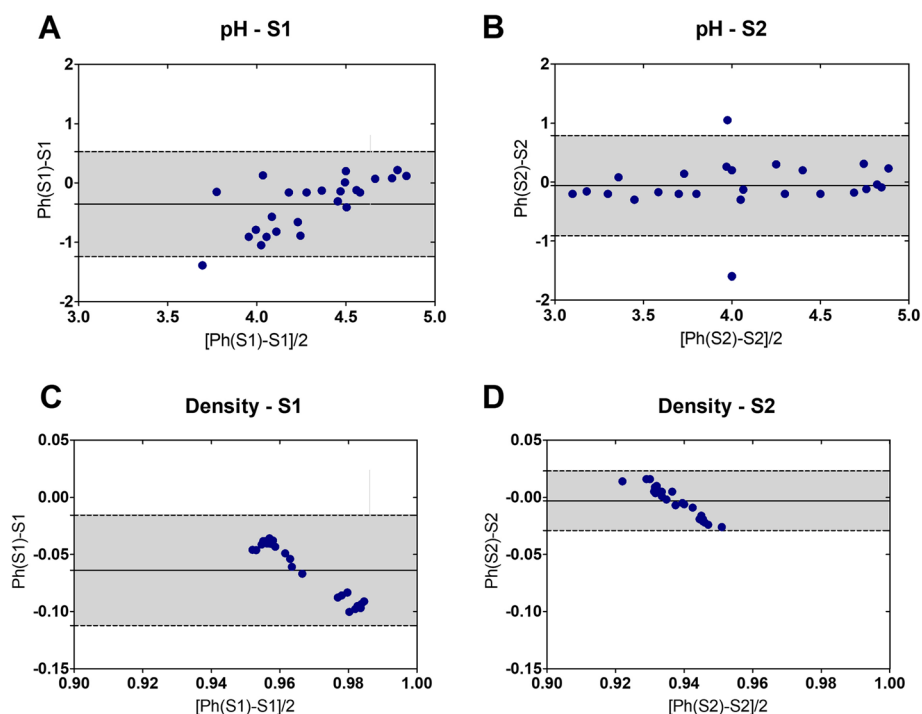 A
pH - S1
2
1
0
-1
-2
3.0
3.5
4.0
4.5
5.0
Ph(S1)-S1
[Ph(S1)-S1]/2
B
pH - S2
2
1
0
-1
-2
3.0
3.5
4.0
4.5
5.0
Ph(S2)-S2
[Ph(S2)-S2]/2
C
Density - S1
0.05
0.00
-0.05
-0.10
-0.15
0.90
0.92
0.94
0.96
0.98
1.00
Ph(S1)-S1
[Ph(S1)-S1]/2
D
Density - S2
0.05
-0.00
-0.05
-0.10
-0.15
0.90
0.92
0.94
0.96
0.98
1.00
Ph(S2)-S2
[Ph(S2)-S2]/2